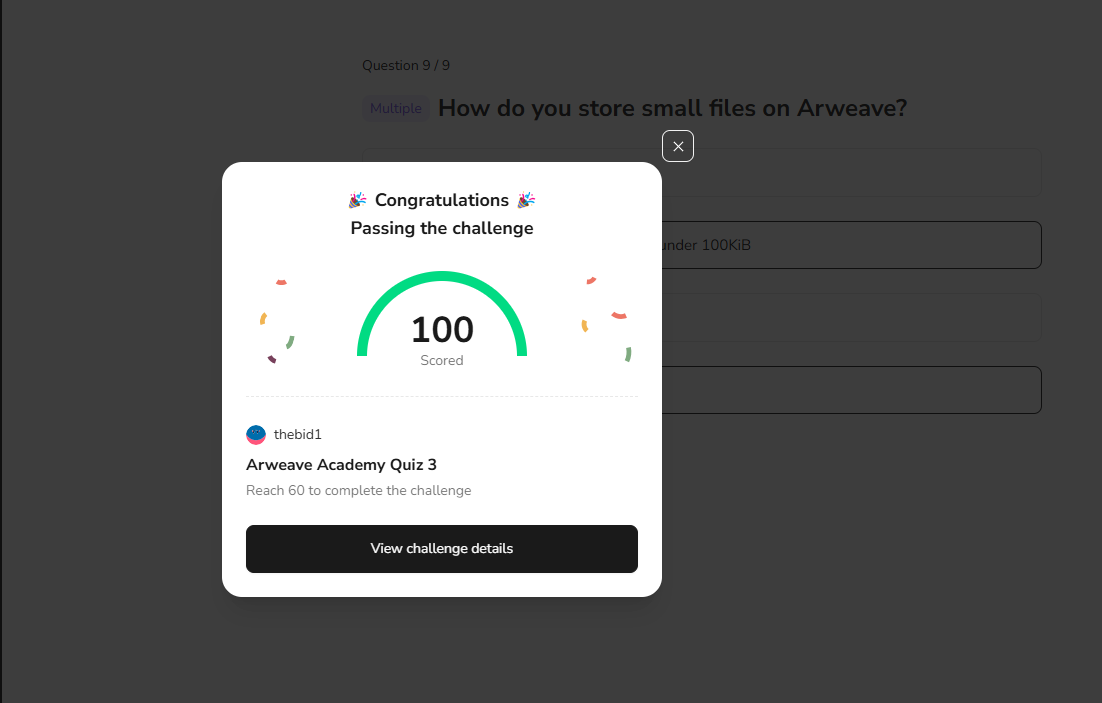 Question 9 / 9
Multiple How do you store small files on Arweave?
under 100KiB
Congratulations
Passing the challenge
100
Scored
thebid1
Arweave Academy Quiz 3
Reach 60 to complete the challenge
View challenge details